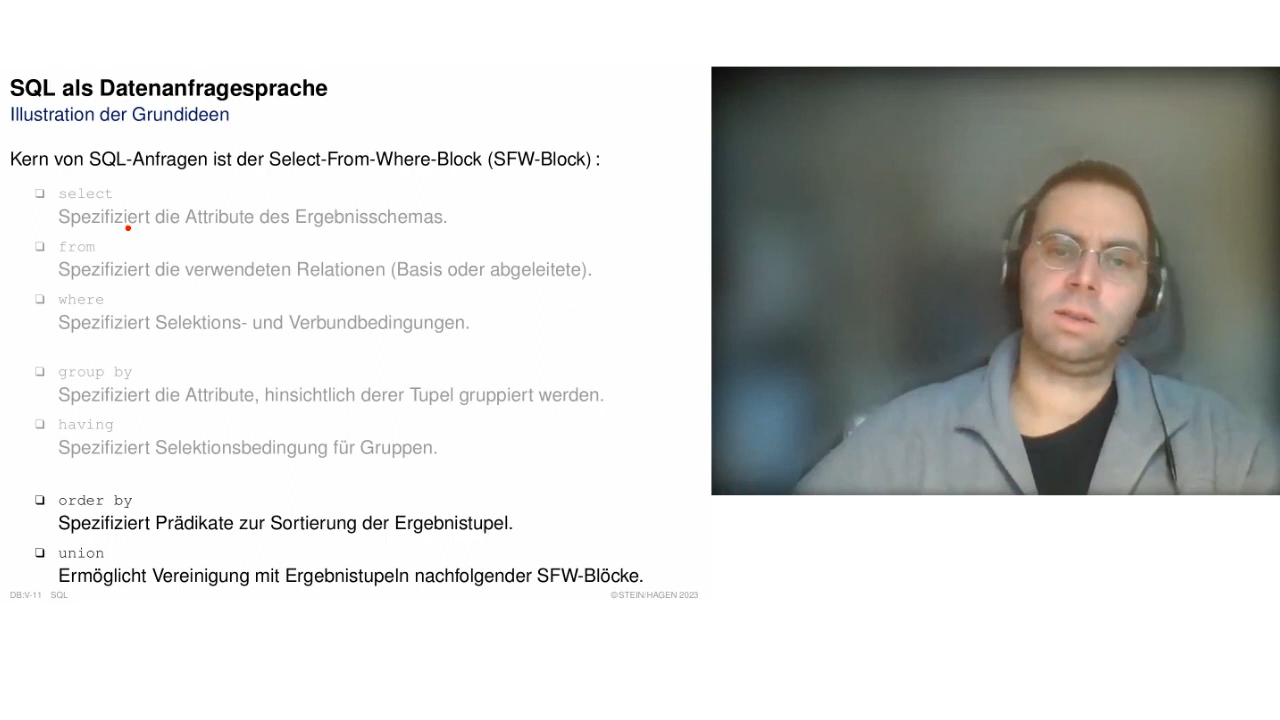 SQL als Datenanfragesprache
Illustration der Grundideen
Kern von SQL-Anfragen ist der Select-From-Where-Block (SFW-Block) :
❑ select
Spezifiziert die Attribute des Ergebnisschemas.
❑ from
Spezifiziert die verwendeten Relationen (Basis oder abgeleitete).
❑ where
Spezifiziert Selektions- und Verbundbedingungen.
❑ group by
Spezifiziert die Attribute, hinsichtlich derer Tupel gruppiert werden.
❑ having
Spezifiziert Selektionsbedingung für Gruppen.
❑ order by
Spezifiziert Prädikate zur Sortierung der Ergebnistupel.
❑ union
Ermöglicht Vereinigung mit Ergebnistupeln nachfolgender SFW-Blöcke.
DB:V-11 SQL ©STEIN/HAGEN 2023